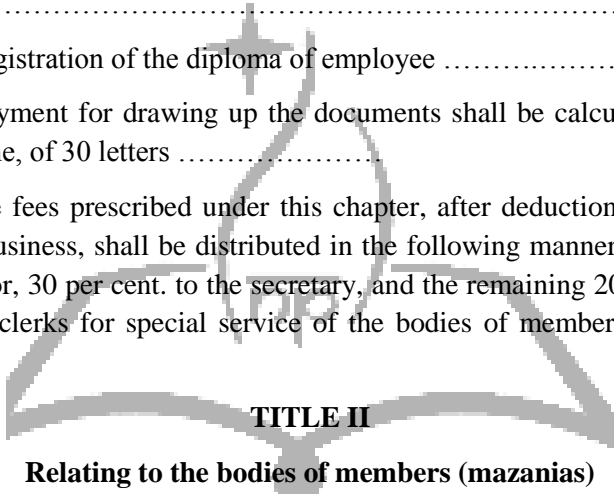 ……………………………………………………………………
gistration of the diploma of employee ……….…………
yment for drawing up the documents shall be calcu
ne, of 30 letters …………………
e fees prescribed under this chapter, after deduction
usiness, shall be distributed in the following manner
or, 30 per cent. to the secretary, and the remaining 20
clerks for special service of the bodies of member
TITLE II
Relating to the bodies of members (mazanias)